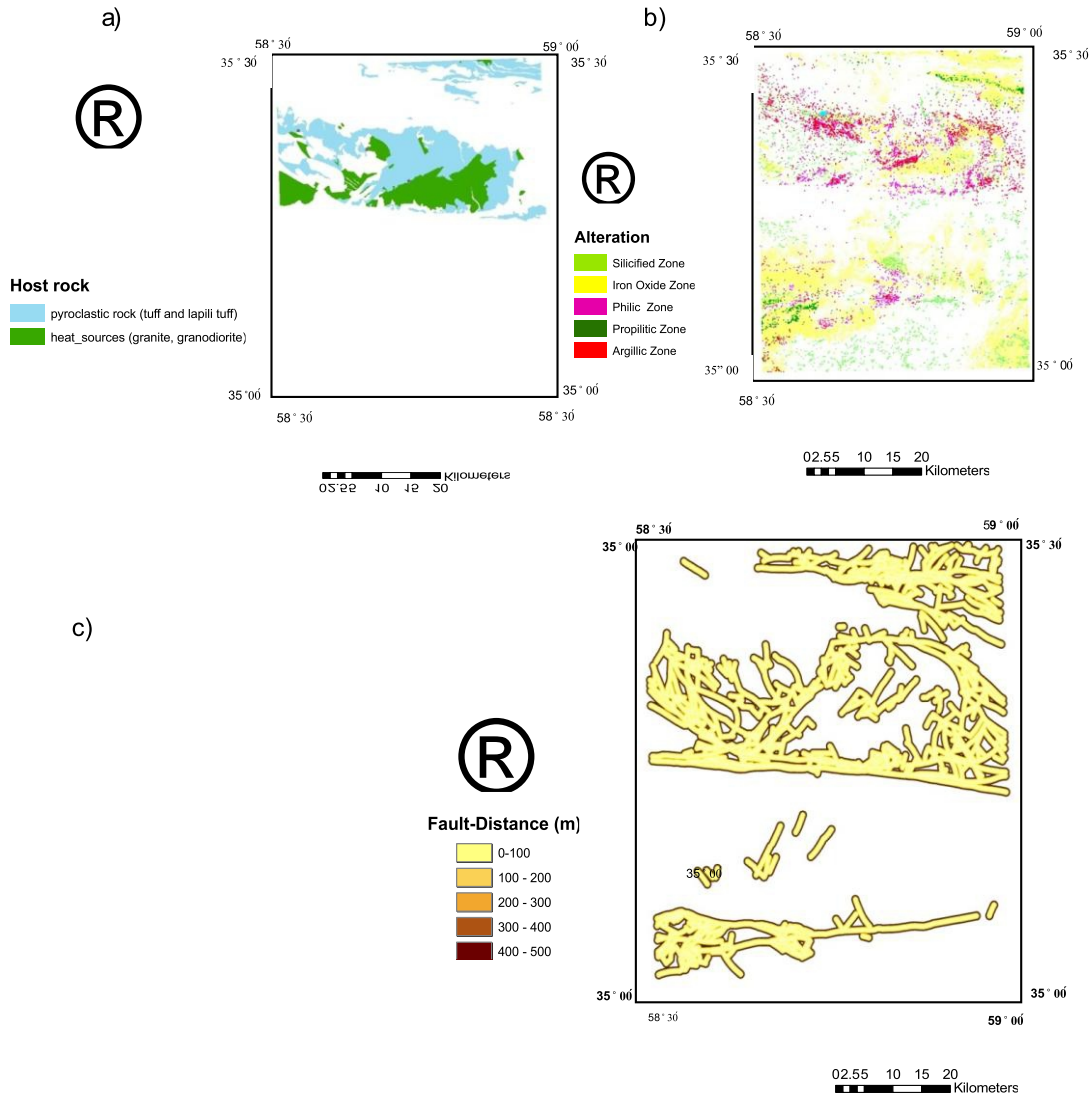 a)
58° 30́
59° 00́
35° 30́
35° 30́
®
Host rock
pyroclastic rock (tuff and lapili tuff)
heat_sources (granite, granodiorite)
35°00́
35° 00́
58° 30́
58° 30́
02.55 10 15 20 Kilometers
b)
58° 30́
59° 00́
35° 30́
35° 30́
®
Alteration
Silicified Zone
Iron Oxide Zone
Philic Zone
Propilitic Zone
Argillic Zone
35" 00
35° 00́
58° 30́
02.55 10 15 20 Kilometers
c)
58° 30́
59° 00́
35° 00́
35° 30́
®
Fault-Distance (m)
0-100
100 - 200
200 - 300
300 - 400
400 - 500
35° 00́
35° 00́
35° 00́
58° 30́
59° 00́
02.55 10 15 20 Kilometers